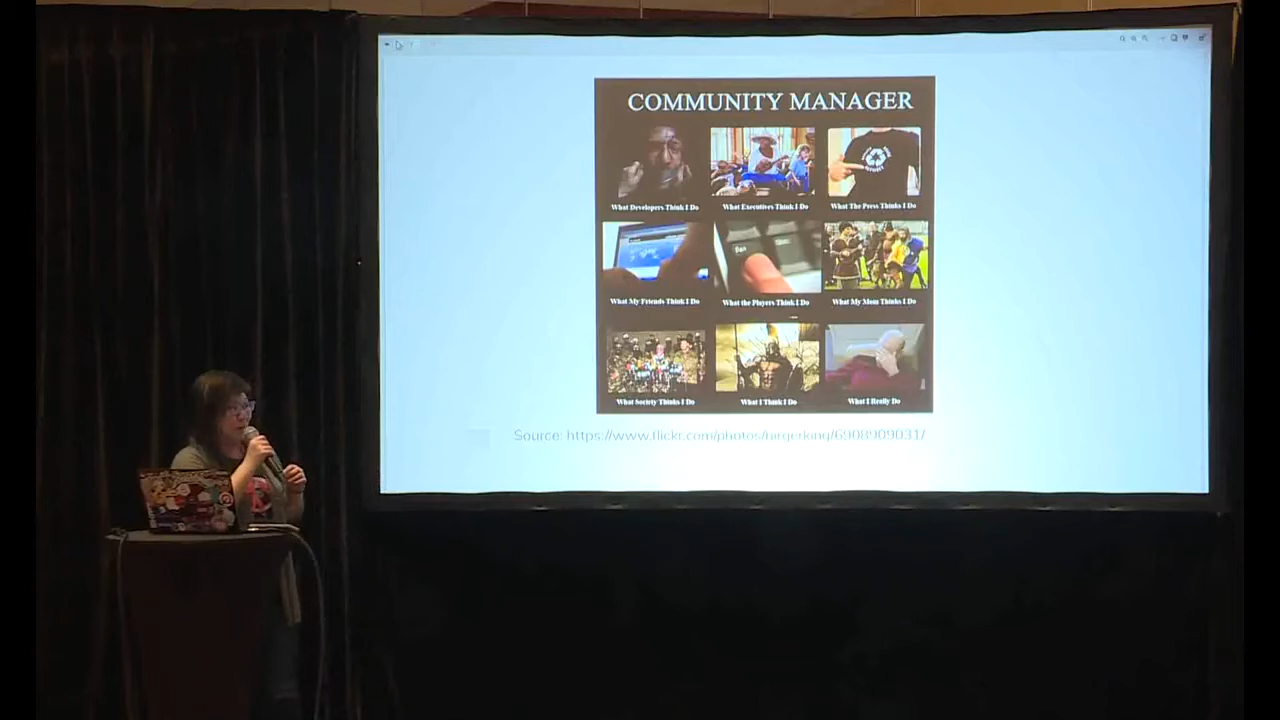 COMMUNITY MANAGER
What Developers Think I Do
What Executives Think I Do
What The Press Thinks I Do
What My Friends Think I Do
What the Players Think I Do
What My Mom Thinks I Do
What Society Thinks I Do
What I Think I Do
What I Really Do
Source: https://www.flickr.com/photos/birgerking/6908909031/